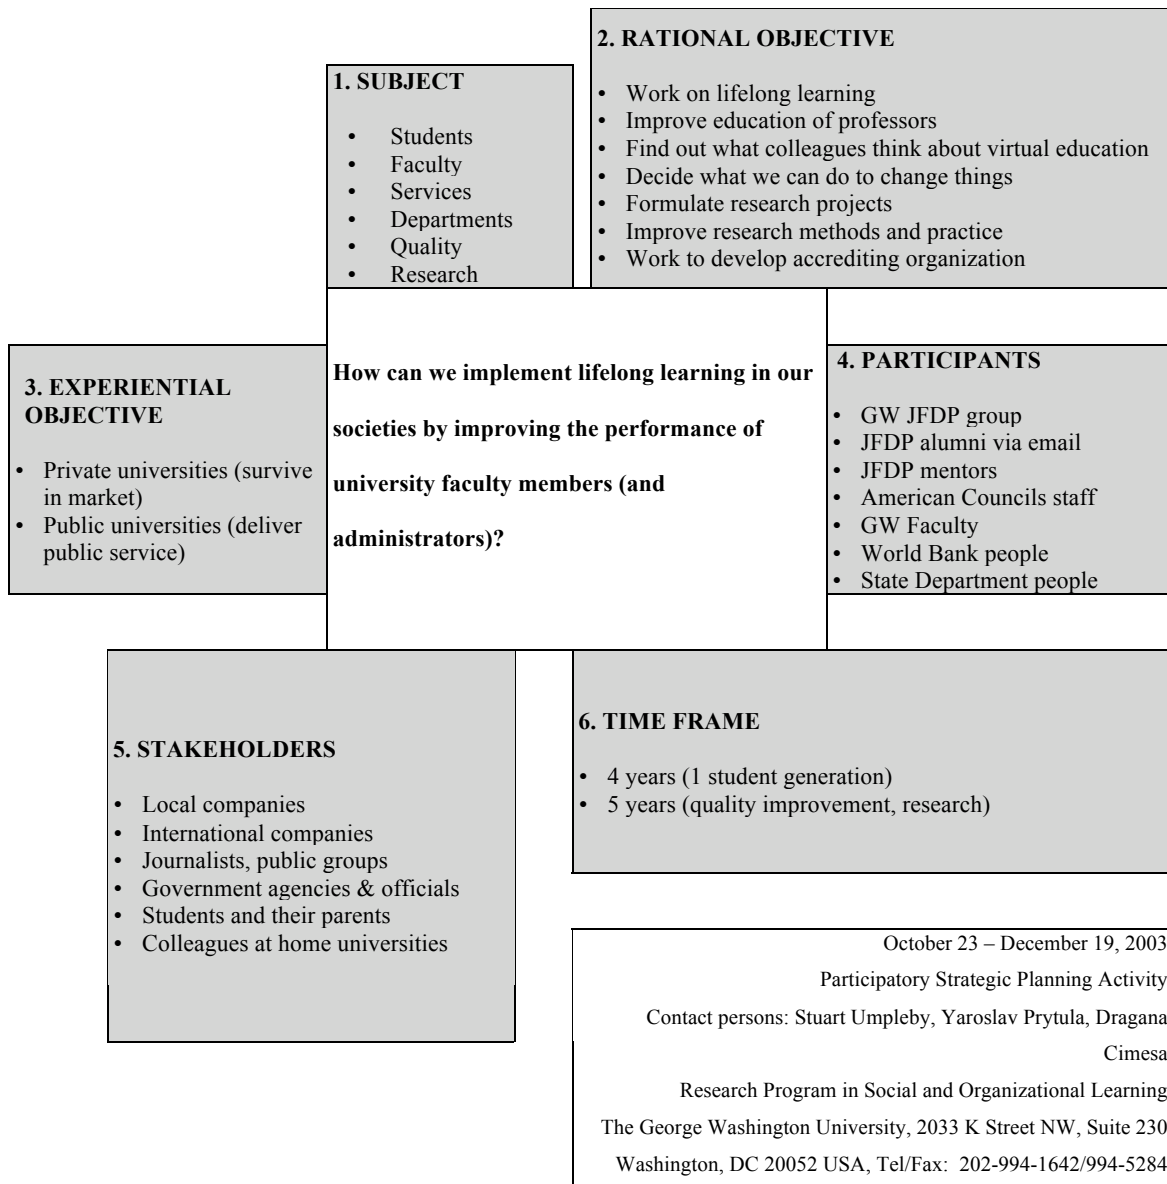 1. SUBJECT
• Students
• Faculty
• Services
• Departments
• Quality
• Research
2. RATIONAL OBJECTIVE
• Work on lifelong learning
• Improve education of professors
• Find out what colleagues think about virtual education
• Decide what we can do to change things
• Formulate research projects
• Improve research methods and practice
• Work to develop accrediting organization
3. EXPERIENTIAL
OBJECTIVE
• Private universities (survive
in market)
• Public universities (deliver
public service)
How can we implement lifelong learning in our
societies by improving the performance of
university faculty members (and
administrators)?
4. PARTICIPANTS
• GW JFDP group
• JFDP alumni via email
• JFDP mentors
• American Councils staff
• GW Faculty
• World Bank people
• State Department people
5. STAKEHOLDERS
• Local companies
• International companies
• Journalists, public groups
• Government agencies & officials
• Students and their parents
• Colleagues at home universities
6. TIME FRAME
• 4 years (1 student generation)
• 5 years (quality improvement, research)
October 23 – December 19, 2003
Participatory Strategic Planning Activity
Contact persons: Stuart Umpleby, Yaroslav Prytula, Dragana
Cimesa
Research Program in Social and Organizational Learning
The George Washington University, 2033 K Street NW, Suite 230
Washington, DC 20052 USA, Tel/Fax: 202-994-1642/994-5284